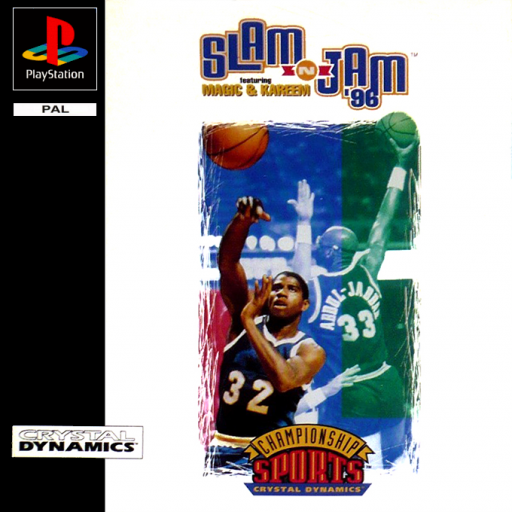 PlayStation
PAL
SLAM
N JAM ™
featuring
MAGIC & KAREEM
'96
ABDUL-JABBAR
33
32
CRYSTAL
DYNAMICS
CHAMPIONSHIP
SPORTS
CRYSTAL DYNAMICS